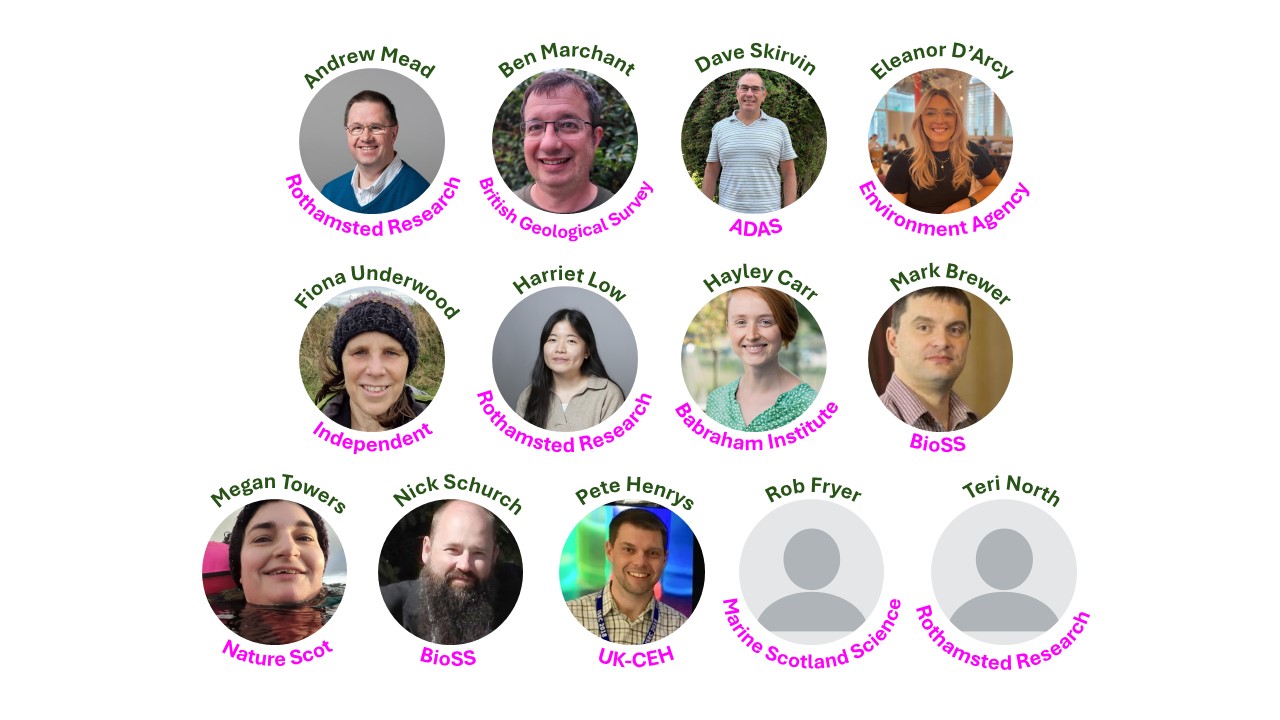 Andrew Mead
Rothamsted Research
Ben Marchant
British Geological Survey
Dave Skirvin
ADAS
Eleanor D’Arcy
Environment Agency
Fiona Underwood
Independent
Harriet Low
Rothamsted Research
Hayley Carr
Babraham Institute
Mark Brewer
BioSS
Megan Towers
Nature Scot
Nick Schurch
BioSS
Pete Henrys
UK-CEH
Rob Fryer
Marine Scotland Science
Teri North
Rothamsted Research